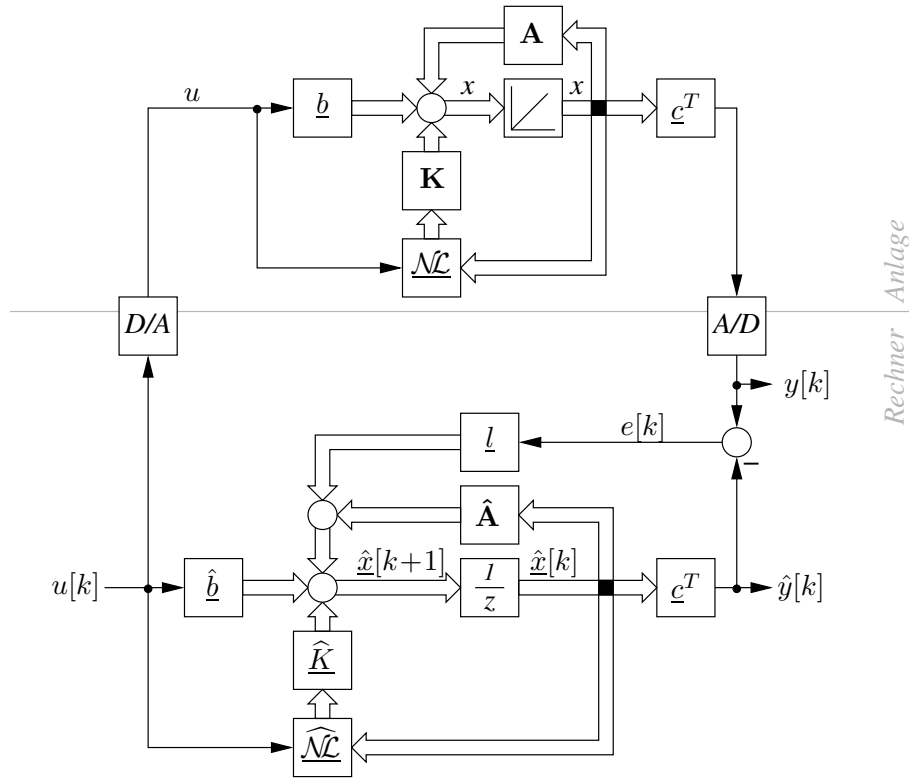 A
u
b
x
x
c^T
K
NL
Anlage
D/A
A/D
Rechner
y[k]
l
e[k]
–
Â
u[k]
b̂
x̂[k+1]
1/z
x̂[k]
c^T
ŷ[k]
K̂
N̂L